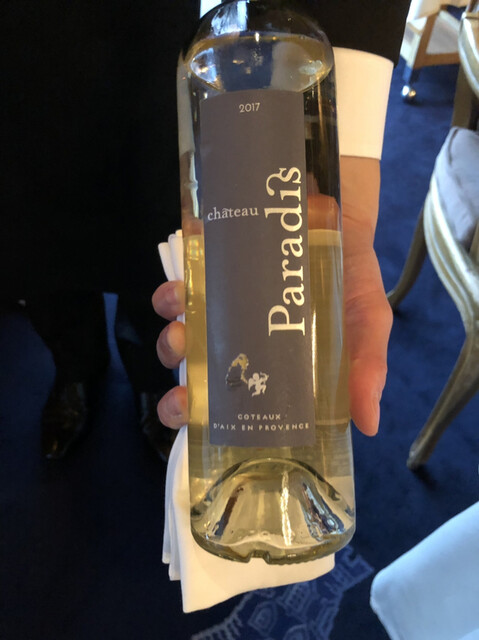 2017
château
Paradis
COTEAUX
D'AIX EN PROVENCE